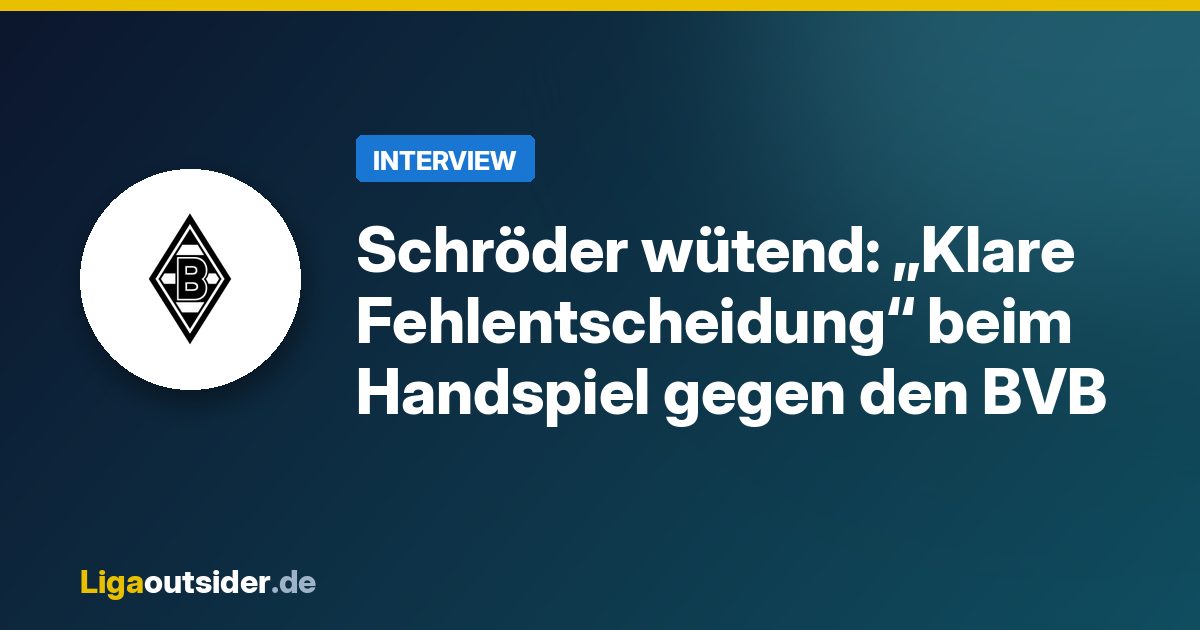 INTERVIEW
Schröder wütend: „Klare
Fehlentscheidung“ beim
Handspiel gegen den BVB
B
Ligaoutsider.de